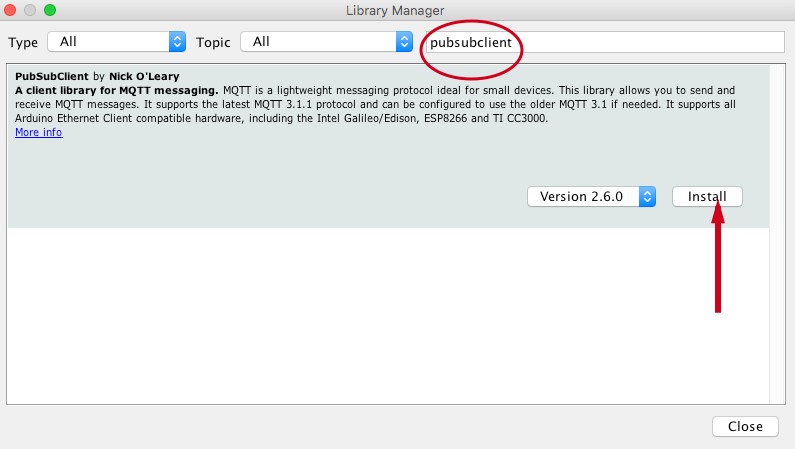 Library Manager
Type All Topic All pubsubclient
PubSubClient by Nick O'Leary
A client library for MQTT messaging. MQTT is a lightweight messaging protocol ideal for small devices. This library allows you to send and
receive MQTT messages. It supports the latest MQTT 3.1.1 protocol and can be configured to use the older MQTT 3.1 if needed. It supports all
Arduino Ethernet Client compatible hardware, including the Intel Galileo/Edison, ESP8266 and TI CC3000.
More info
Version 2.6.0 Install
Close